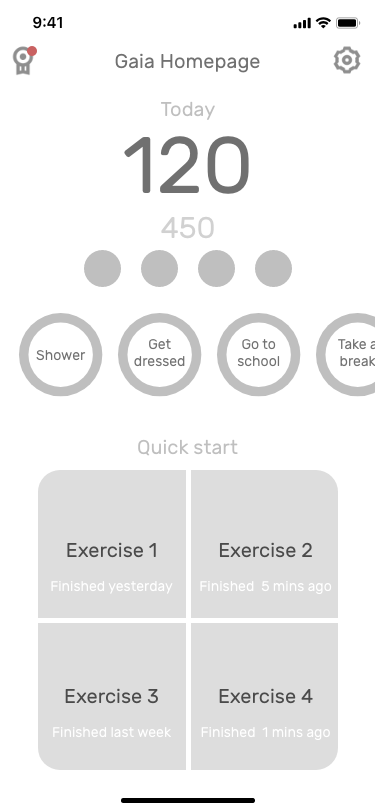 9:41
Gaia Homepage
Today
120
450
Shower
Get
dressed
Go to
school
Take a
break
Quick start
Exercise 1
Finished yesterday
Exercise 2
Finished  5 mins ago
Exercise 3
Finished last week
Exercise 4
Finished  1 mins ago